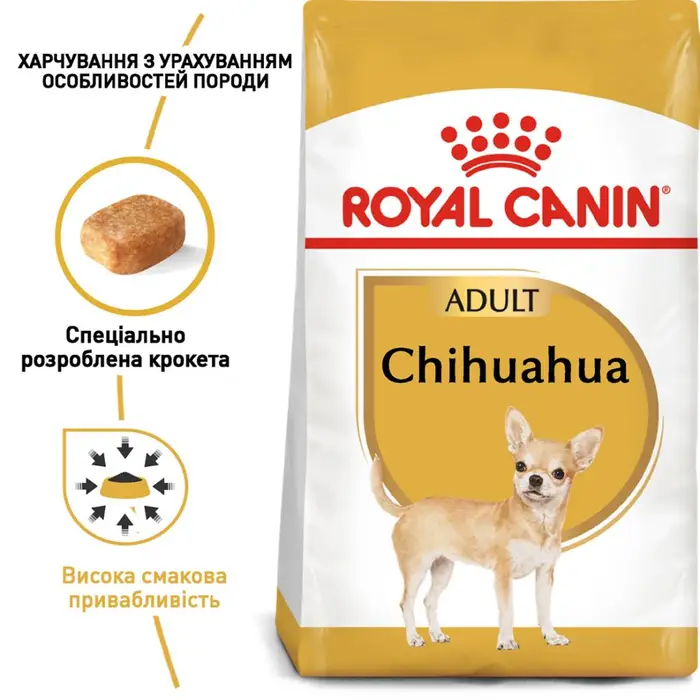 ХАРЧУВАННЯ З УРАХУВАННЯМ
ОСОБЛИВОСТЕЙ ПОРОДИ
Спеціально
розроблена крокета
Висока смакова
привабливість
ROYAL CANIN®
ADULT
Chihuahua